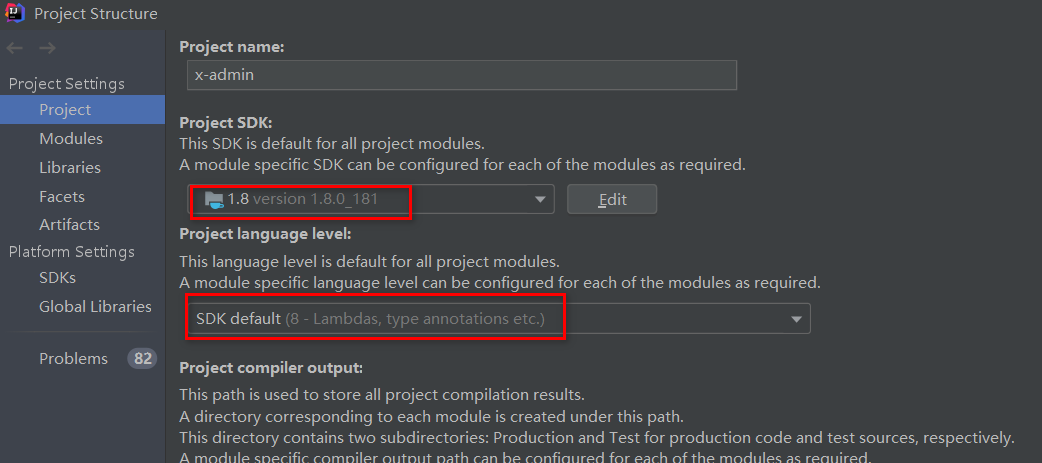 Project Structure
Project Settings
Project
Modules
Libraries
Facets
Artifacts
Platform Settings
SDKs
Global Libraries
Problems 82
Project name:
x-admin
Project SDK:
This SDK is default for all project modules.
A module specific SDK can be configured for each of the modules as required.
1.8 version 1.8.0_181
Edit
Project language level:
This language level is default for all project modules.
A module specific language level can be configured for each of the modules as required.
SDK default (8 - Lambdas, type annotations etc.)
Project compiler output:
This path is used to store all project compilation results.
A directory corresponding to each module is created under this path.
This directory contains two subdirectories: Production and Test for production code and test sources, respectively.
A module specific compiler output path can be configured for each of the modules as required.